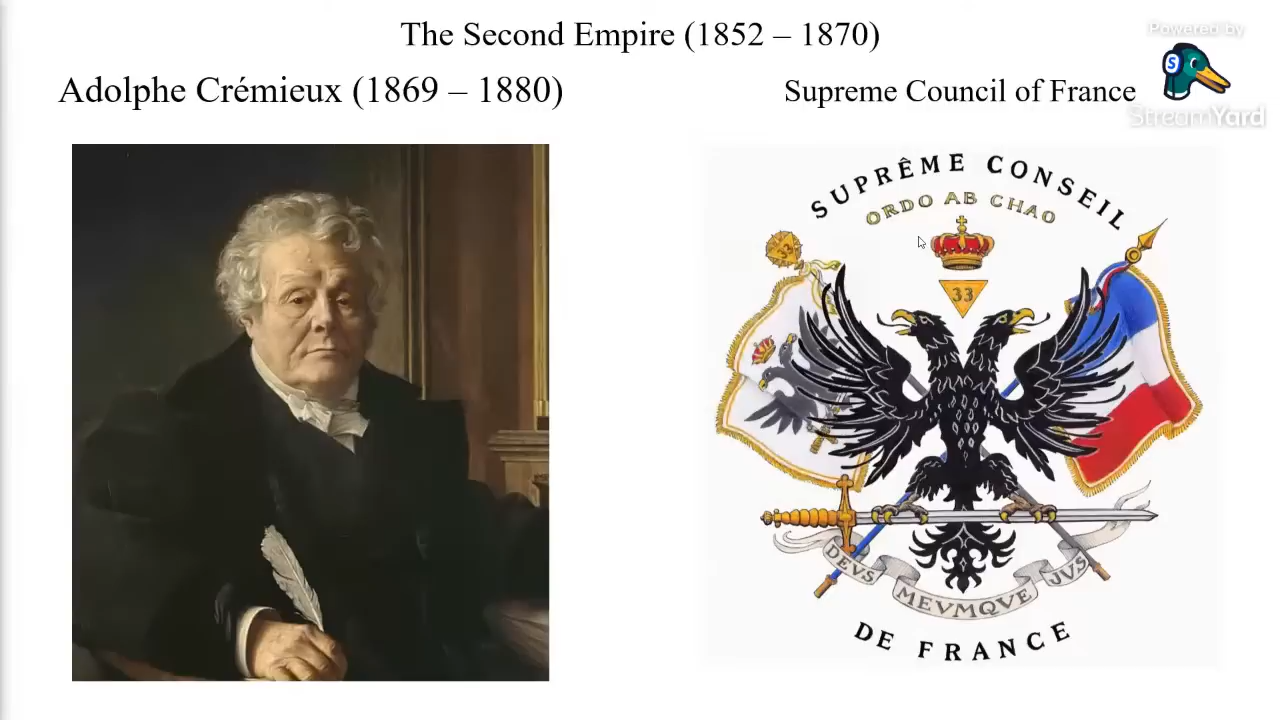 The Second Empire (1852 – 1870)
Powered by
StreamYard
Adolphe Crémieux (1869 – 1880)
Supreme Council of France
SUPRÊME CONSEIL
ORDO AB CHAO
33
33
DEVS MEVMQVE JVS
DE FRANCE